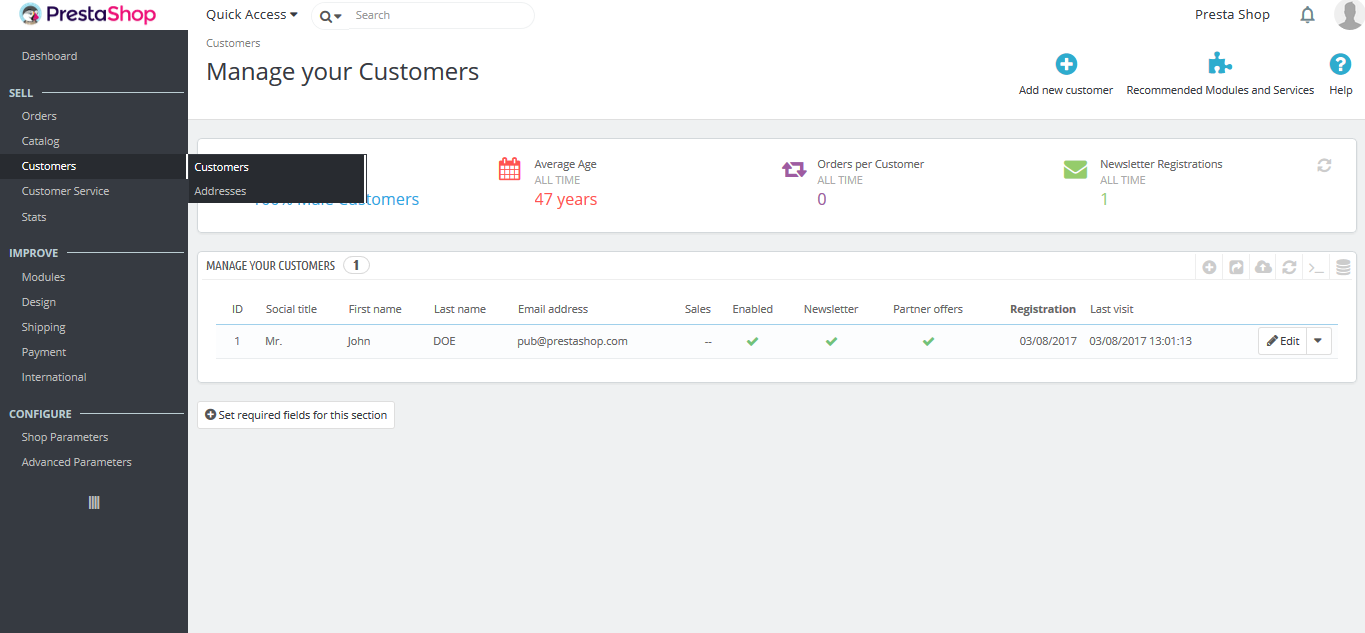 PrestaShop
Quick Access
Search
Presta Shop
Customers
Manage your Customers
Add new customer
Recommended Modules and Services
Help
Dashboard
SELL
Orders
Catalog
Customers
Customer Service
Stats
IMPROVE
Modules
Design
Shipping
Payment
International
CONFIGURE
Shop Parameters
Advanced Parameters
Customers
Addresses
Customers
Average Age
ALL TIME
47 years
Orders per Customer
ALL TIME
0
Newsletter Registrations
ALL TIME
1
MANAGE YOUR CUSTOMERS 1
ID Social title First name Last name Email address Sales Enabled Newsletter Partner offers Registration Last visit
1 Mr. John DOE pub@prestashop.com -- 03/08/2017 03/08/2017 13:01:13 Edit
Set required fields for this section